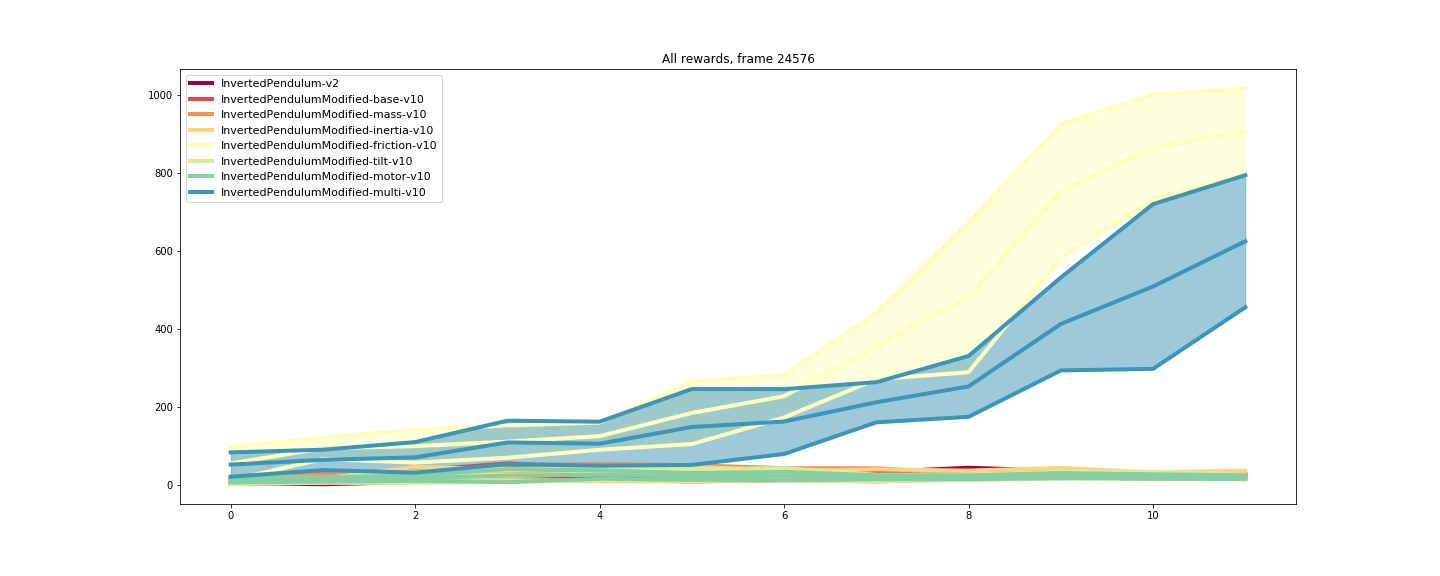 All rewards, frame 24576
InvertedPendulum-v2
InvertedPendulumModified-base-v10
InvertedPendulumModified-mass-v10
InvertedPendulumModified-inertia-v10
InvertedPendulumModified-friction-v10
InvertedPendulumModified-tilt-v10
InvertedPendulumModified-motor-v10
InvertedPendulumModified-multi-v10
1000
800
600
400
200
0
0 2 4 6 8 10